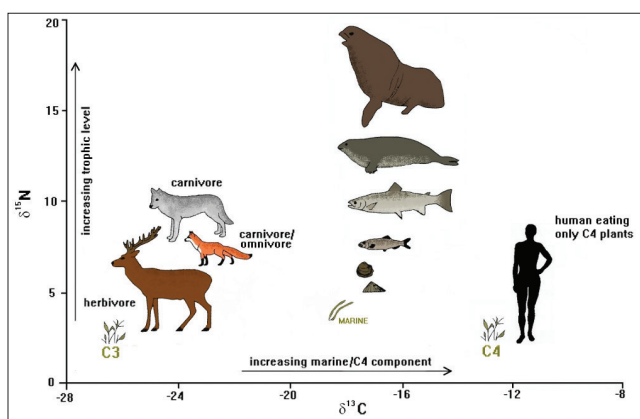 20
15
10
5
0
δ15N
increasing trophic level
carnivore
carnivore/
omnivore
herbivore
C3
MARINE
C4
human eating
only C4 plants
increasing marine/C4 component
-28
-24
-20
-16
-12
-8
δ13C